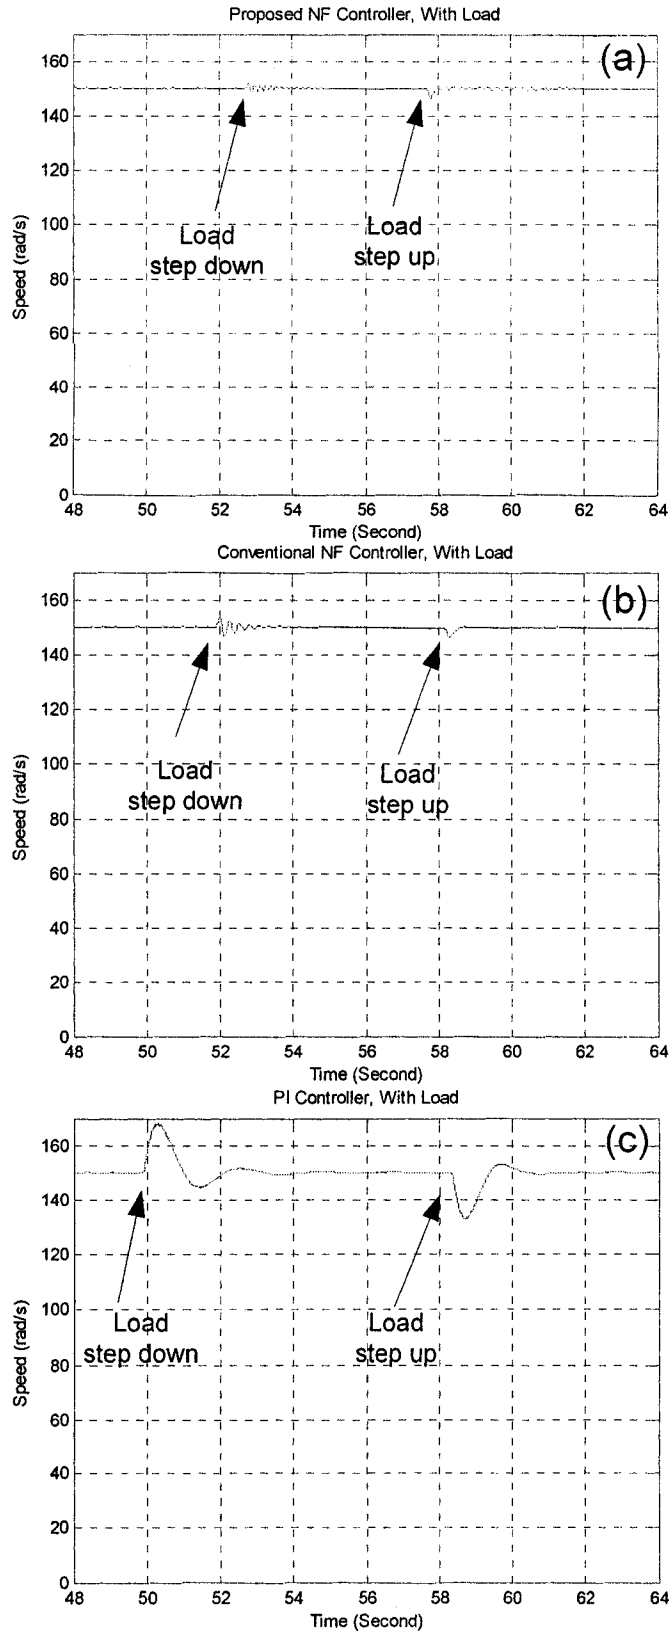 Proposed NF Controller, With Load
(a)
160
140
120
100
80
60
40
20
0
Speed (rad/s)
Load
step down
Load
step up
48 50 52 54 56 58 60 62 64
Time (Second)
Conventional NF Controller, With Load
(b)
160
140
120
100
80
60
40
20
0
Speed (rad/s)
Load
step down
Load
step up
48 50 52 54 56 58 60 62 64
Time (Second)
PI Controller, With Load
(c)
160
140
120
100
80
60
40
20
0
Speed (rad/s)
Load
step down
Load
step up
48 50 52 54 56 58 60 62 64
Time (Second)